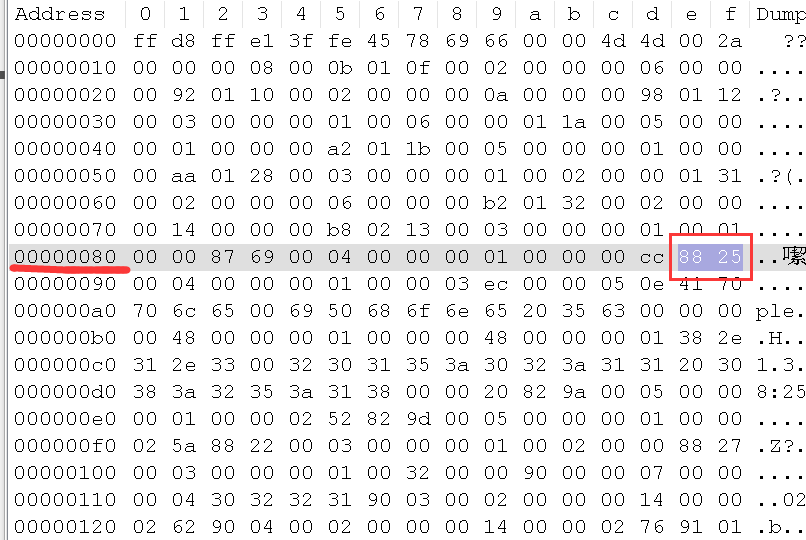 Address 0 1 2 3 4 5 6 7 8 9 a b c d e f Dump
00000000 ff d8 ff e1 3f fe 45 78 69 66 00 00 4d 4d 00 2a ??
00000010 00 00 00 08 00 0b 01 0f 00 02 00 00 00 06 00 00 ....
00000020 00 92 01 10 00 02 00 00 00 0a 00 00 00 98 01 12 .?..
00000030 00 03 00 00 00 01 00 06 00 00 01 1a 00 05 00 00 ....
00000040 00 01 00 00 00 a2 01 1b 00 05 00 00 00 01 00 00 ....
00000050 00 aa 01 28 00 03 00 00 00 01 00 02 00 00 01 31 .?(.
00000060 00 02 00 00 00 06 00 00 00 b2 01 32 00 02 00 00 ....
00000070 00 14 00 00 00 b8 02 13 00 03 00 00 00 01 00 01 ....
00000080 00 00 87 69 00 04 00 00 00 01 00 00 00 cc 88 25 ..嚜
00000090 00 04 00 00 00 01 00 00 03 ec 00 00 05 0e 41 70 ....
000000a0 70 6c 65 00 69 50 68 6f 6e 65 20 35 63 00 00 00 ple.
000000b0 00 48 00 00 00 01 00 00 00 48 00 00 00 01 38 2e .H..
000000c0 31 2e 33 00 32 30 31 35 3a 30 32 3a 31 31 20 30 1.3.
000000d0 38 3a 32 35 3a 31 38 00 00 20 82 9a 00 05 00 00 8:25
000000e0 00 01 00 00 02 52 82 9d 00 05 00 00 00 01 00 00 ....
000000f0 02 5a 88 22 00 03 00 00 00 01 00 02 00 00 88 27 .Z?.
00000100 00 03 00 00 00 01 00 32 00 00 90 00 00 07 00 00 ....
00000110 00 04 30 32 32 31 90 03 00 02 00 00 00 14 00 00 ..02
00000120 02 62 90 04 00 02 00 00 00 14 00 00 02 76 91 01 .b..